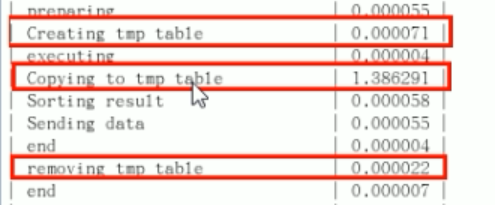 | preparing | 0.000055 |
| Creating tmp table | 0.000071 |
| executing | 0.000004 |
| Copying to tmp table | 1.386291 |
| Sorting result | 0.000058 |
| Sending data | 0.000055 |
| end | 0.000004 |
| removing tmp table | 0.000022 |
| end | 0.000007 |